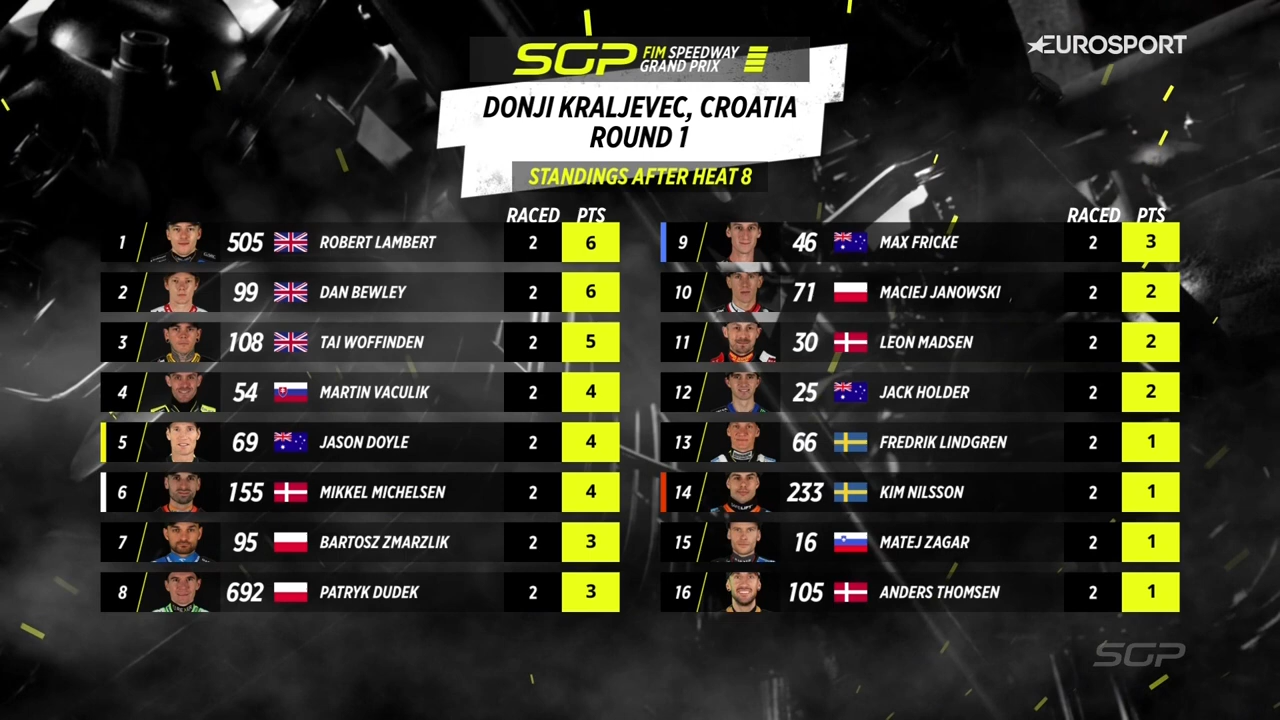 SGP FIM SPEEDWAY
GRAND PRIX
EUROSPORT
DONJI KRALJEVEC, CROATIA
ROUND 1
STANDINGS AFTER HEAT 8
RACED PTS
1 505 ROBERT LAMBERT 2 6
2 99 DAN BEWLEY 2 6
3 108 TAI WOFFINDEN 2 5
4 54 MARTIN VACULIK 2 4
5 69 JASON DOYLE 2 4
6 155 MIKKEL MICHELSEN 2 4
7 95 BARTOSZ ZMARZLIK 2 3
8 692 PATRYK DUDEK 2 3
RACED PTS
9 46 MAX FRICKE 2 3
10 71 MACIEJ JANOWSKI 2 2
11 30 LEON MADSEN 2 2
12 25 JACK HOLDER 2 2
13 66 FREDRIK LINDGREN 2 1
14 233 KIM NILSSON 2 1
15 16 MATEJ ZAGAR 2 1
16 105 ANDERS THOMSEN 2 1
SGP